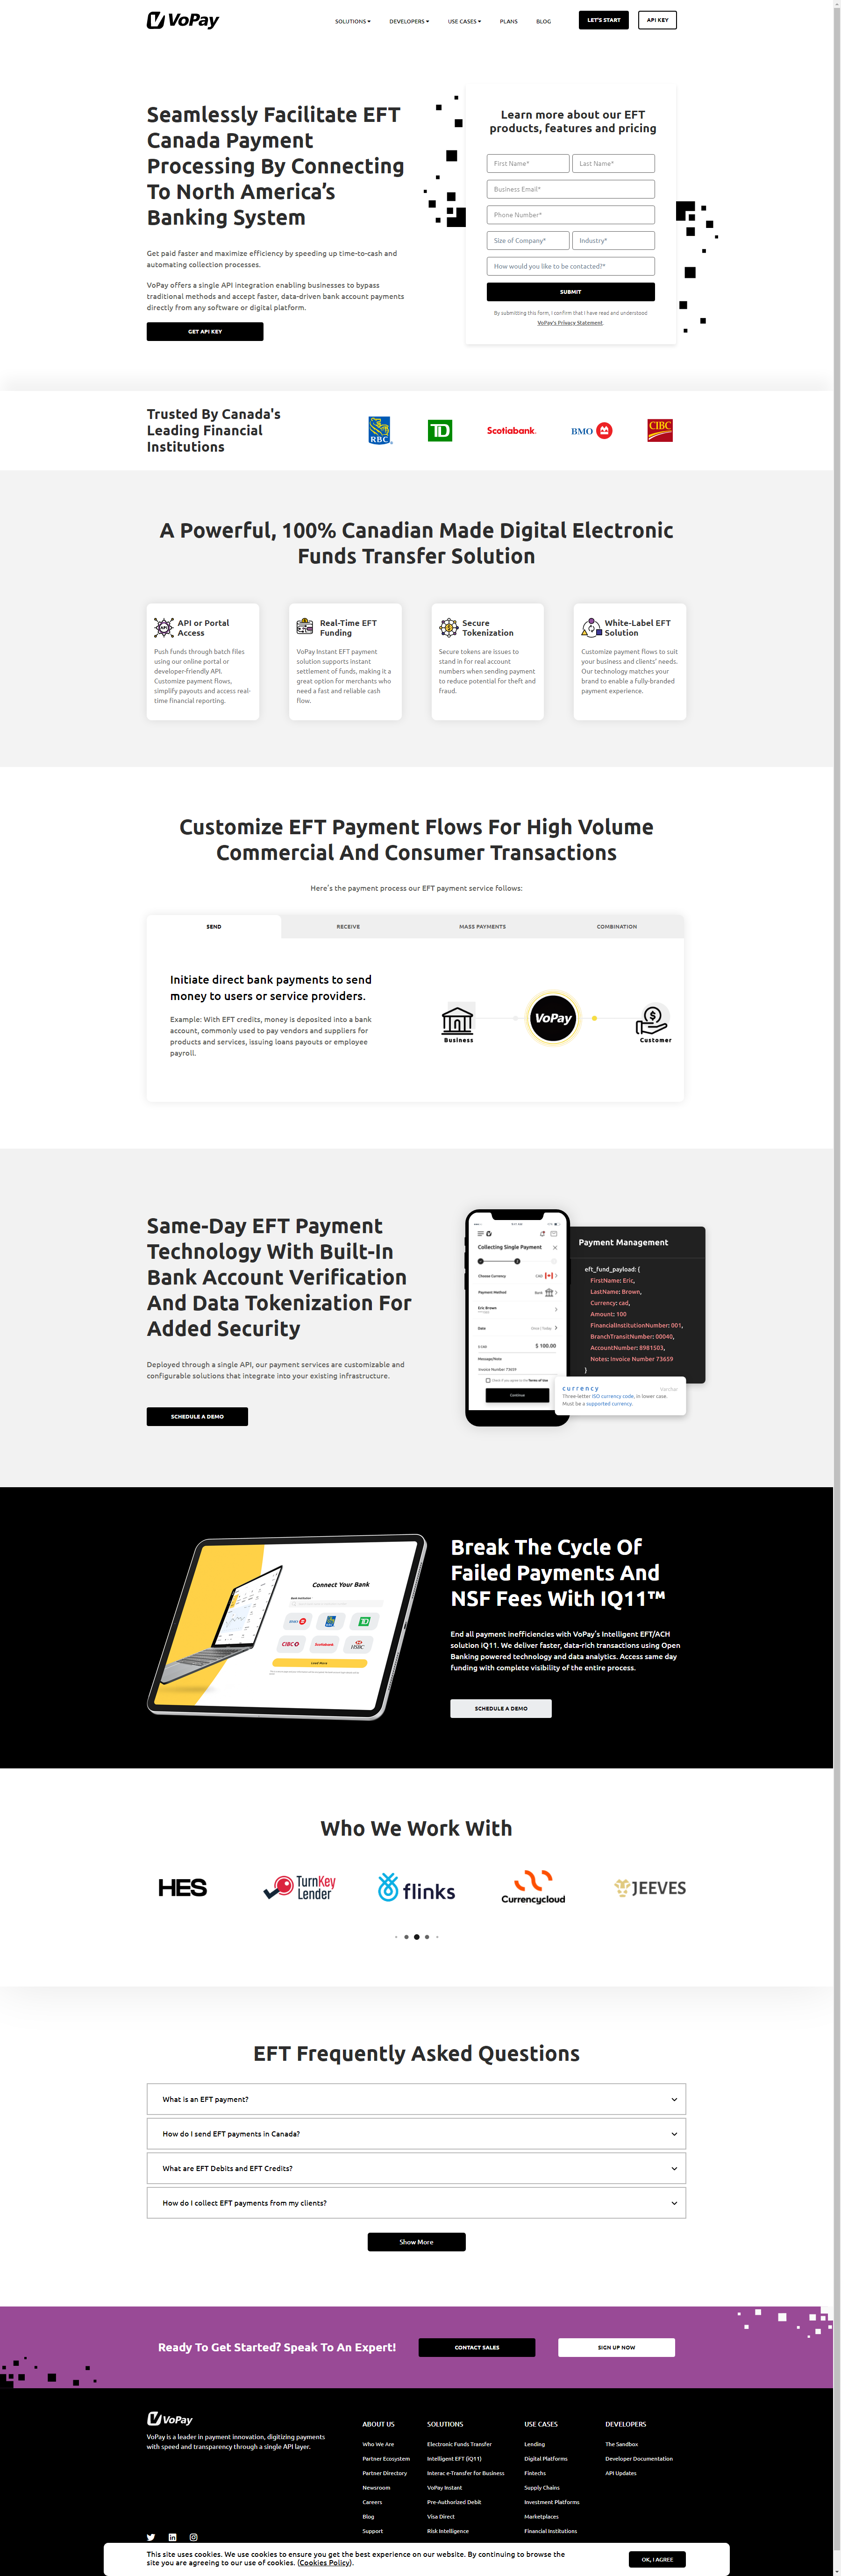 VoPay
SOLUTIONS DEVELOPERS USE CASES PLANS BLOG LET'S START API KEY
Seamlessly Facilitate EFT
Canada Payment
Processing By Connecting
To North America's
Banking System
Get paid faster and maximize efficiency by speeding up time-to-cash and
automating collection processes.
VoPay offers a single API integration enabling businesses to bypass
traditional methods and accept faster, data-driven bank account payments
directly from any software or digital platform.
GET API KEY
Learn more about our EFT
products, features and pricing
First Name* Last Name*
Business Email*
Phone Number*
Size of Company* Industry*
How would you like to be contacted?*
SUBMIT
By submitting this form, I confirm that I have read and understood
VoPay's Privacy Statement.
Trusted By Canada's
Leading Financial
Institutions
RBC TD Scotiabank BMO CIBC
A Powerful, 100% Canadian Made Digital Electronic
Funds Transfer Solution
API or Portal
Access
Push funds through batch files
using our online portal or
developer-friendly API.
Customize payment flows,
simplify payouts and access real-
time financial reporting.
Real-Time EFT
Funding
VoPay Instant EFT payment
solution supports instant
settlement of funds, making it a
great option for merchants who
need a fast and reliable cash
flow.
Secure
Tokenization
Secure tokens are issues to
stand in for real account
numbers when sending payment
to reduce potential for theft and
fraud.
White-Label EFT
Solution
Customize payment flows to suit
your business and clients' needs.
Our technology matches your
brand to enable a fully-branded
payment experience.
Customize EFT Payment Flows For High Volume
Commercial And Consumer Transactions
Here's the payment process our EFT payment service follows:
SEND RECEIVE MASS PAYMENTS COMBINATION
Initiate direct bank payments to send
money to users or service providers.
Example: With EFT credits, money is deposited into a bank
account, commonly used to pay vendors and suppliers for
products and services, issuing loans payouts or employee
payroll.
Business VoPay Customer
Same-Day EFT Payment
Technology With Built-In
Bank Account Verification
And Data Tokenization For
Added Security
Deployed through a single API, our payment services are customizable and
configurable solutions that integrate into your existing infrastructure.
SCHEDULE A DEMO
Collecting Single Payment
Choose Currency CAD
Payment Method Bank
Eric Brown
Date
$ 100.00
Message/Note
Invoice Number 73659
Continue
Payment Management
eft_fund_payload: {
FirstName: Eric,
LastName: Brown,
Currency: cad,
Amount: 100
FinancialInstitutionNumber: 001,
BranchTransitNumber: 00040,
AccountNumber: 8981503,
Notes: Invoice Number 73659
}
currency Varchar
Three-letter ISO currency code, in lower case.
Must be a supported currency.
Connect Your Bank
BMO RBC TD
CIBC Scotiabank HSBC
Load More
Break The Cycle Of
Failed Payments And
NSF Fees With IQ11™
End all payment inefficiencies with VoPay's Intelligent EFT/ACH
solution iQ11. We deliver faster, data-rich transactions using Open
Banking powered technology and data analytics. Access same day
funding with complete visibility of the entire process.
SCHEDULE A DEMO
Who We Work With
HES TurnKey Lender flinks Currencycloud JEEVES
EFT Frequently Asked Questions
What is an EFT payment?
How do I send EFT payments in Canada?
What are EFT Debits and EFT Credits?
How do I collect EFT payments from my clients?
Show More
Ready To Get Started? Speak To An Expert! CONTACT SALES SIGN UP NOW
VoPay
VoPay is a leader in payment innovation, digitizing payments
with speed and transparency through a single API layer.
ABOUT US
Who We Are
Partner Ecosystem
Partner Directory
Newsroom
Careers
Blog
Support
SOLUTIONS
Electronic Funds Transfer
Intelligent EFT (iQ11)
Interac e-Transfer for Business
VoPay Instant
Pre-Authorized Debit
Visa Direct
Risk Intelligence
USE CASES
Lending
Digital Platforms
Fintechs
Supply Chains
Investment Platforms
Marketplaces
Financial Institutions
DEVELOPERS
The Sandbox
Developer Documentation
API Updates
This site uses cookies. We use cookies to ensure you get the best experience on our website. By continuing to browse the
site you are agreeing to our use of cookies. (Cookies Policy).
OK, I AGREE